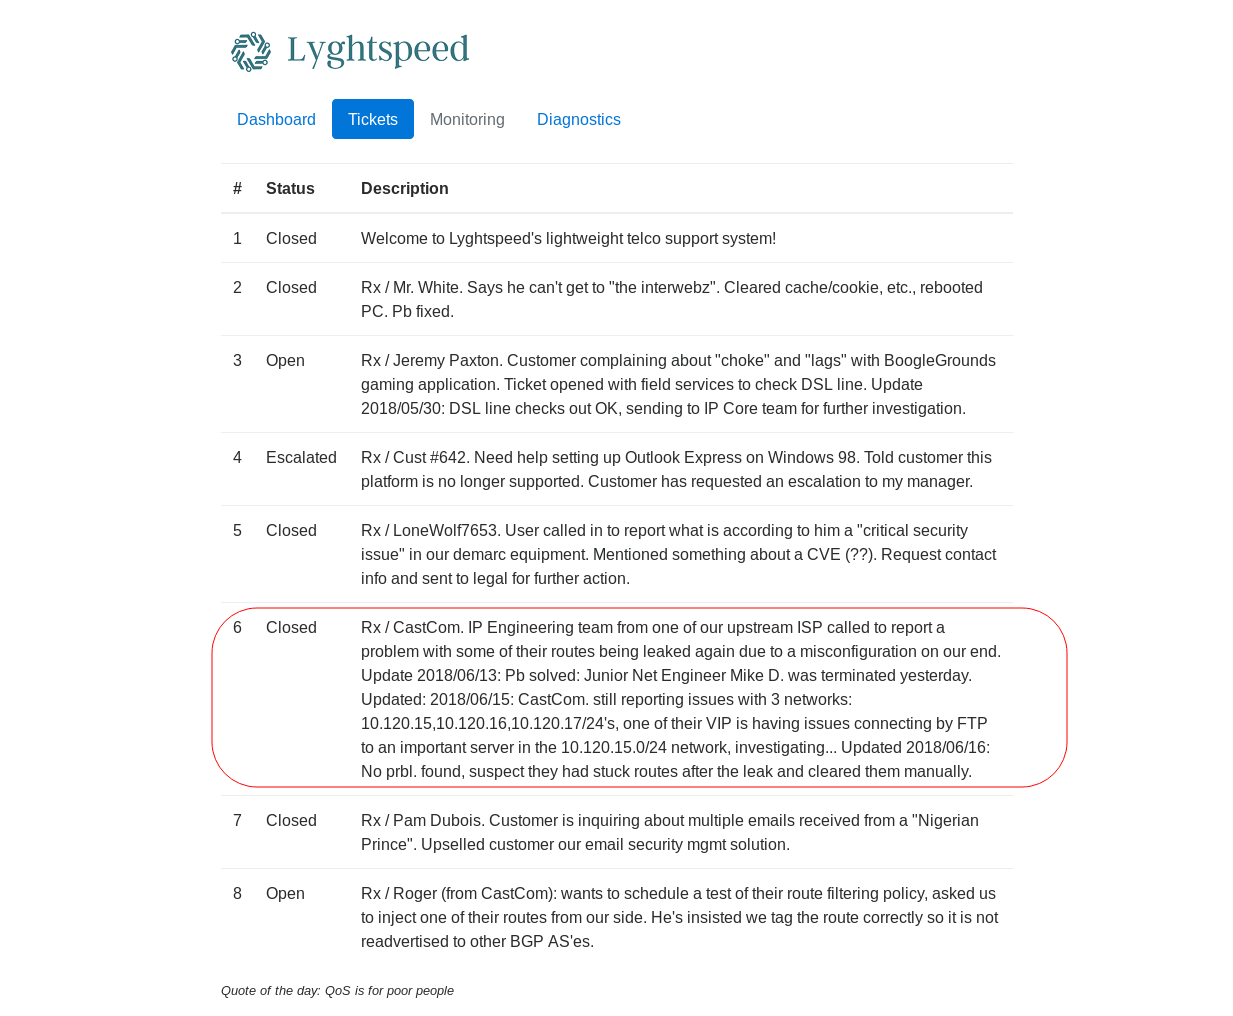 Lyghtspeed
Dashboard Tickets Monitoring Diagnostics
# Status Description
1 Closed Welcome to Lyghtspeed's lightweight telco support system!
2 Closed Rx / Mr. White. Says he can't get to "the interwebz". Cleared cache/cookie, etc., rebooted
PC. Pb fixed.
3 Open Rx / Jeremy Paxton. Customer complaining about "choke" and "lags" with BoogleGrounds
gaming application. Ticket opened with field services to check DSL line. Update
2018/05/30: DSL line checks out OK, sending to IP Core team for further investigation.
4 Escalated Rx / Cust #642. Need help setting up Outlook Express on Windows 98. Told customer this
platform is no longer supported. Customer has requested an escalation to my manager.
5 Closed Rx / LoneWolf7653. User called in to report what is according to him a "critical security
issue" in our demarc equipment. Mentioned something about a CVE (??). Request contact
info and sent to legal for further action.
6 Closed Rx / CastCom. IP Engineering team from one of our upstream ISP called to report a
problem with some of their routes being leaked again due to a misconfiguration on our end.
Update 2018/06/13: Pb solved: Junior Net Engineer Mike D. was terminated yesterday.
Updated: 2018/06/15: CastCom. still reporting issues with 3 networks:
10.120.15,10.120.16,10.120.17/24's, one of their VIP is having issues connecting by FTP
to an important server in the 10.120.15.0/24 network, investigating... Updated 2018/06/16:
No prbl. found, suspect they had stuck routes after the leak and cleared them manually.
7 Closed Rx / Pam Dubois. Customer is inquiring about multiple emails received from a "Nigerian
Prince". Upselled customer our email security mgmt solution.
8 Open Rx / Roger (from CastCom): wants to schedule a test of their route filtering policy, asked us
to inject one of their routes from our side. He's insisted we tag the route correctly so it is not
readvertised to other BGP AS'es.
Quote of the day: QoS is for poor people